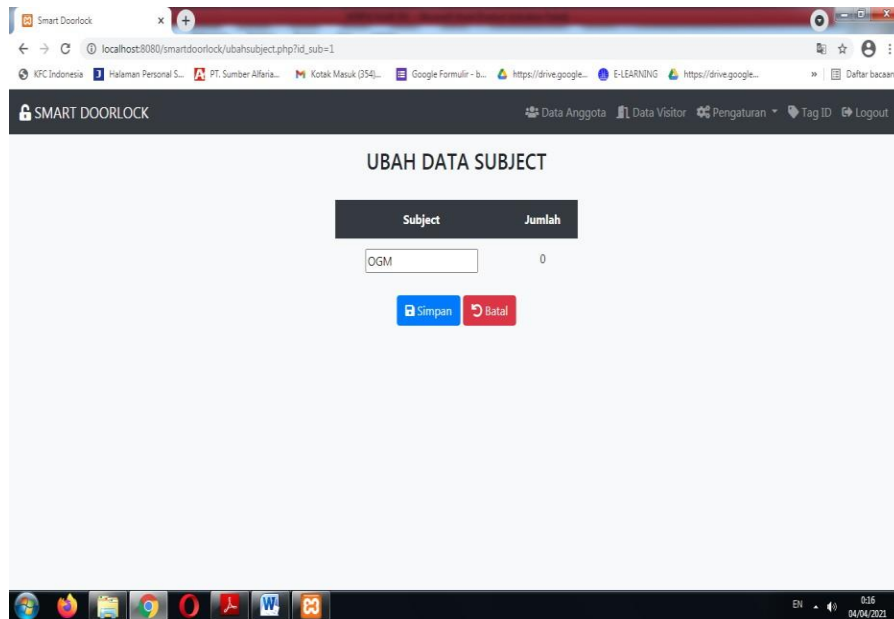 Smart Doorlock
localhost:8080/smartdoorlock/ubahsubject.php?id_sub=1
KFC Indonesia Halaman Personal S... PT. Sumber Alfaria... Kotak Masuk (354)... Google Formulir - b... https://drive.google... E-LEARNING https://drive.google... » Daftar bacaan
SMART DOORLOCK Data Anggota Data Visitor Pengaturan Tag ID Logout
UBAH DATA SUBJECT
Subject Jumlah
OGM 0
Simpan Batal
EN 0:16
04/04/2021